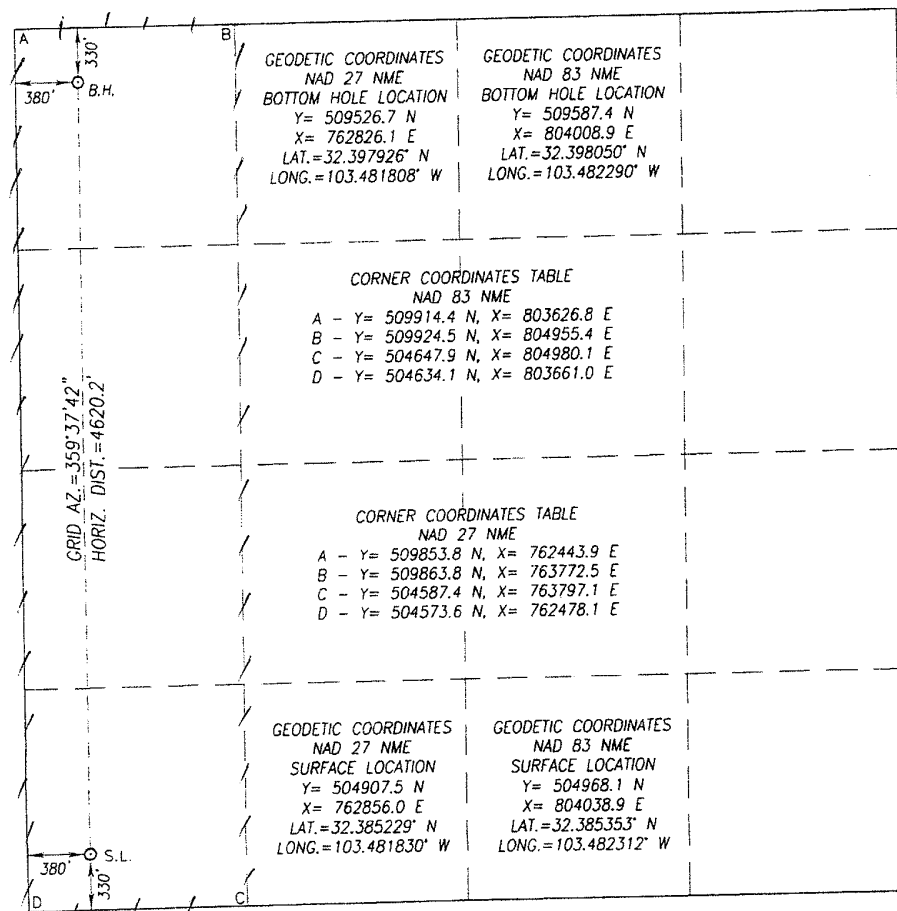 A
B
330'
380'
B.H.
GEODETIC COORDINATES
NAD 27 NME
BOTTOM HOLE LOCATION
Y= 509526.7 N
X= 762826.1 E
LAT.=32.397926° N
LONG.=103.481808° W
GEODETIC COORDINATES
NAD 83 NME
BOTTOM HOLE LOCATION
Y= 509587.4 N
X= 804008.9 E
LAT.=32.398050° N
LONG.=103.482290° W
CORNER COORDINATES TABLE
NAD 83 NME
A - Y= 509914.4 N, X= 803626.8 E
B - Y= 509924.5 N, X= 804955.4 E
C - Y= 504647.9 N, X= 804980.1 E
D - Y= 504634.1 N, X= 803661.0 E
GRID AZ.=359°37'42"
HORIZ. DIST.=4620.2'
CORNER COORDINATES TABLE
NAD 27 NME
A - Y= 509853.8 N, X= 762443.9 E
B - Y= 509863.8 N, X= 763772.5 E
C - Y= 504587.4 N, X= 763797.1 E
D - Y= 504573.6 N, X= 762478.1 E
GEODETIC COORDINATES
NAD 27 NME
SURFACE LOCATION
Y= 504907.5 N
X= 762856.0 E
LAT.=32.385229° N
LONG.=103.481830° W
GEODETIC COORDINATES
NAD 83 NME
SURFACE LOCATION
Y= 504968.1 N
X= 804038.9 E
LAT.=32.385353° N
LONG.=103.482312° W
S.L.
380'
330'
D
C